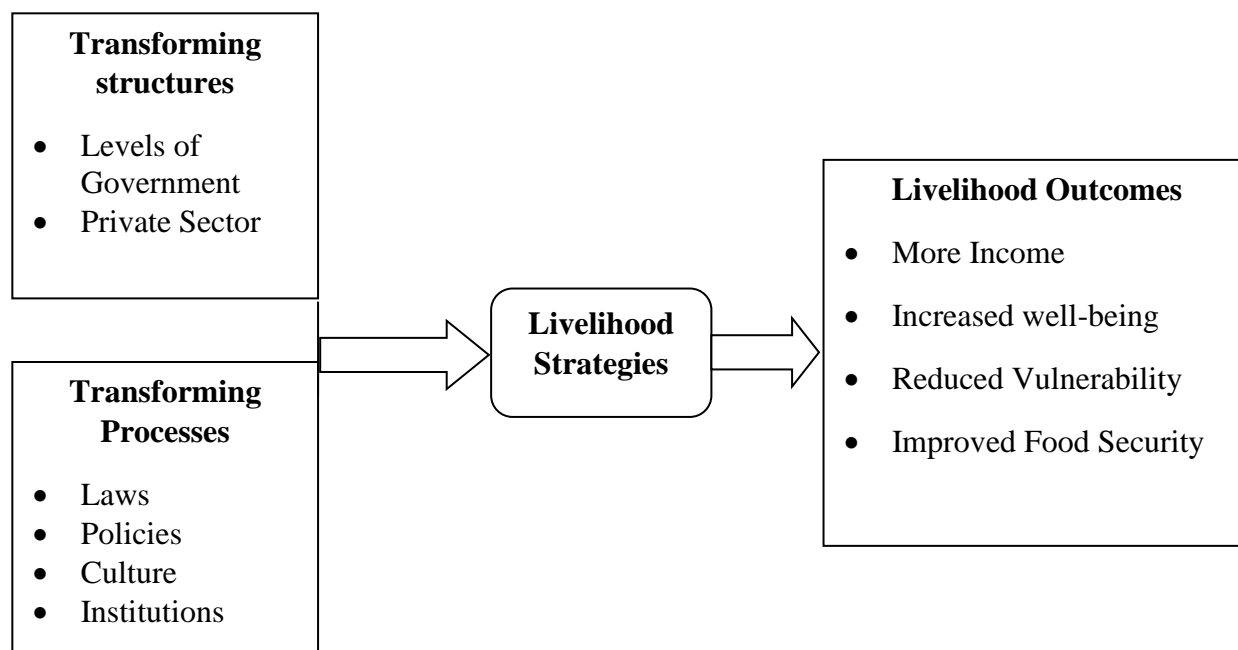 Transforming
structures
• Levels of
Government
• Private Sector
Transforming
Processes
• Laws
• Policies
• Culture
• Institutions
Livelihood
Strategies
Livelihood Outcomes
• More Income
• Increased well-being
• Reduced Vulnerability
• Improved Food Security